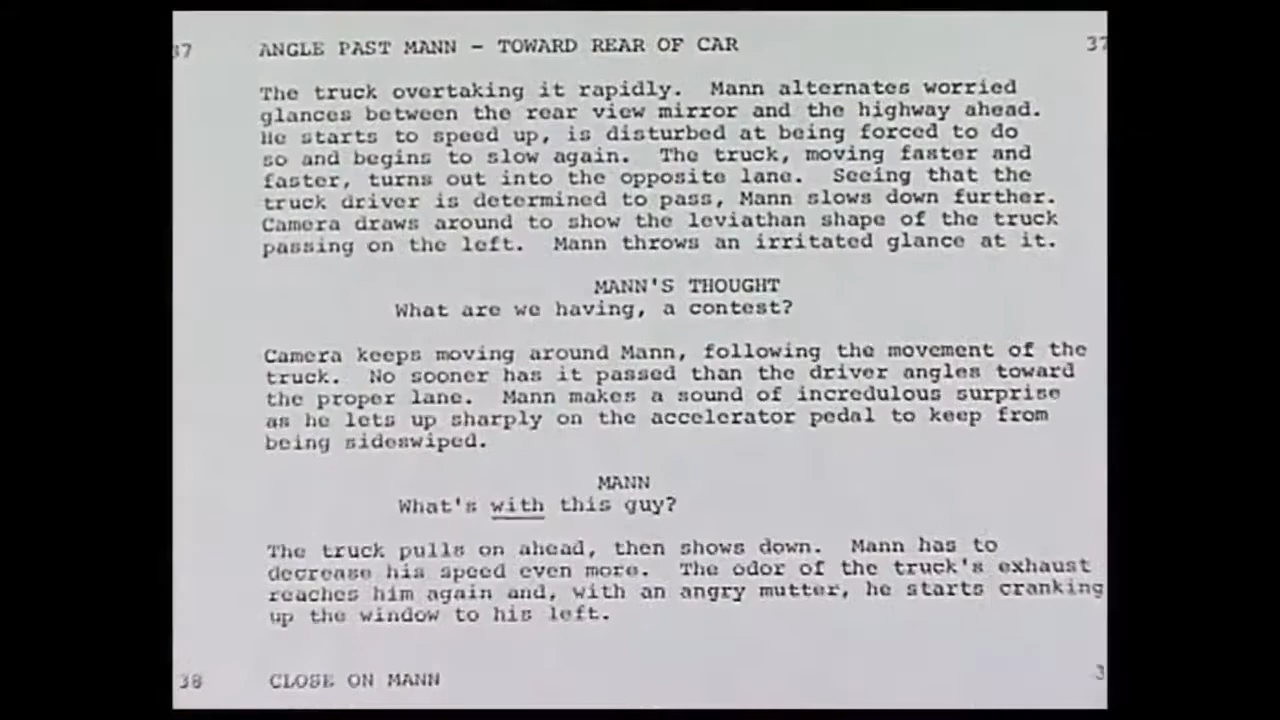 37 ANGLE PAST MANN - TOWARD REAR OF CAR 37
The truck overtaking it rapidly. Mann alternates worried
glances between the rear view mirror and the highway ahead.
He starts to speed up, is disturbed at being forced to do
so and begins to slow again. The truck, moving faster and
faster, turns out into the opposite lane. Seeing that the
truck driver is determined to pass, Mann slows down further.
Camera draws around to show the leviathan shape of the truck
passing on the left. Mann throws an irritated glance at it.
MANN'S THOUGHT
What are we having, a contest?
Camera keeps moving around Mann, following the movement of the
truck. No sooner has it passed than the driver angles toward
the proper lane. Mann makes a sound of incredulous surprise
as he lets up sharply on the accelerator pedal to keep from
being sideswiped.
MANN
What's with this guy?
The truck pulls on ahead, then shows down. Mann has to
decrease his speed even more. The odor of the truck's exhaust
reaches him again and, with an angry mutter, he starts cranking
up the window to his left.
38 CLOSE ON MANN 3